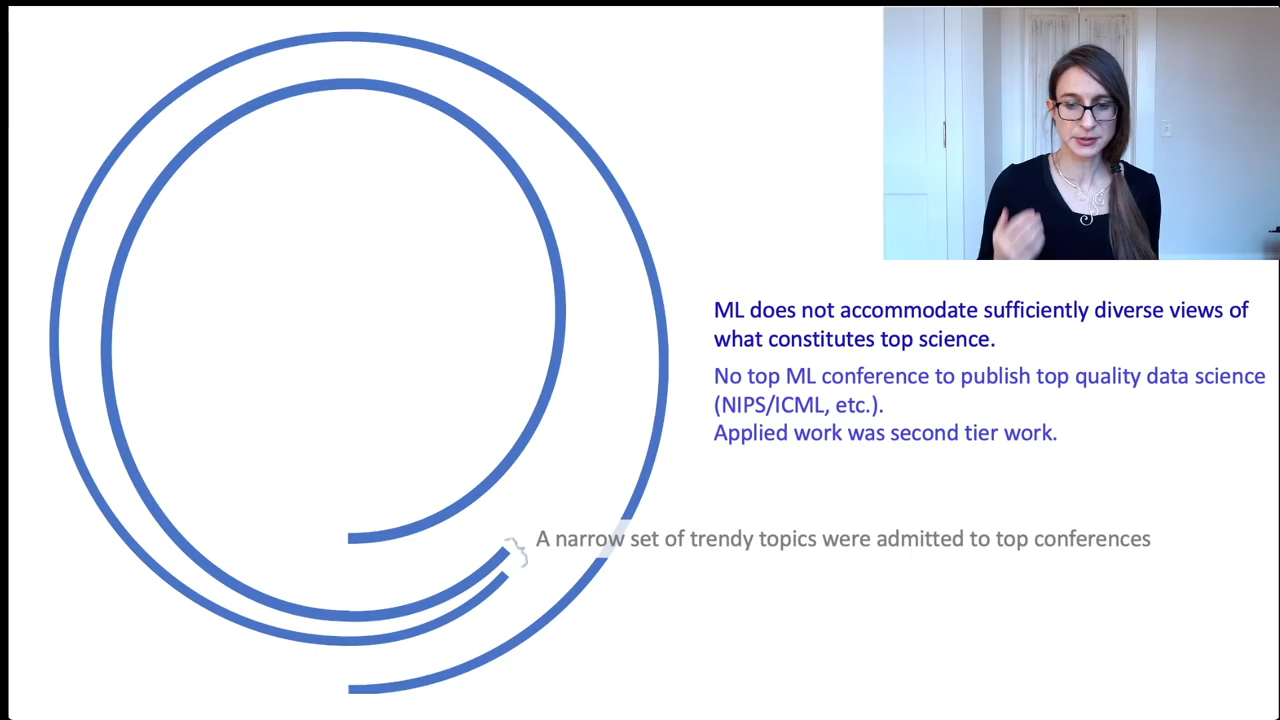 ML does not accommodate sufficiently diverse views of
what constitutes top science.
No top ML conference to publish top quality data science
(NIPS/ICML, etc.).
Applied work was second tier work.
A narrow set of trendy topics were admitted to top conferences